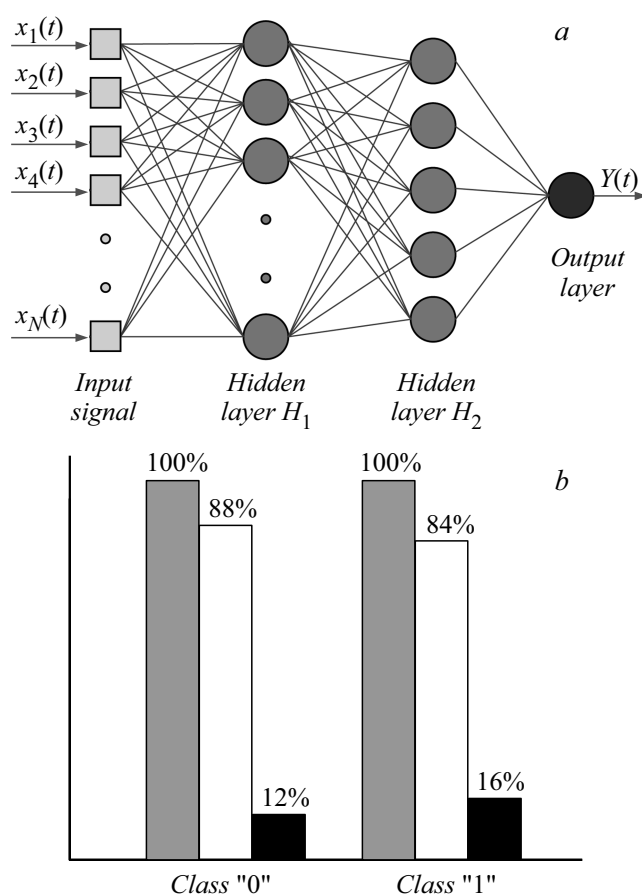 x1(t)
a
x2(t)
x3(t)
x4(t)
Y(t)
Output
layer
xN(t)
Input
signal
Hidden
layer H1
Hidden
layer H2
b
100%
88%
12%
100%
84%
16%
Class "0"
Class "1"